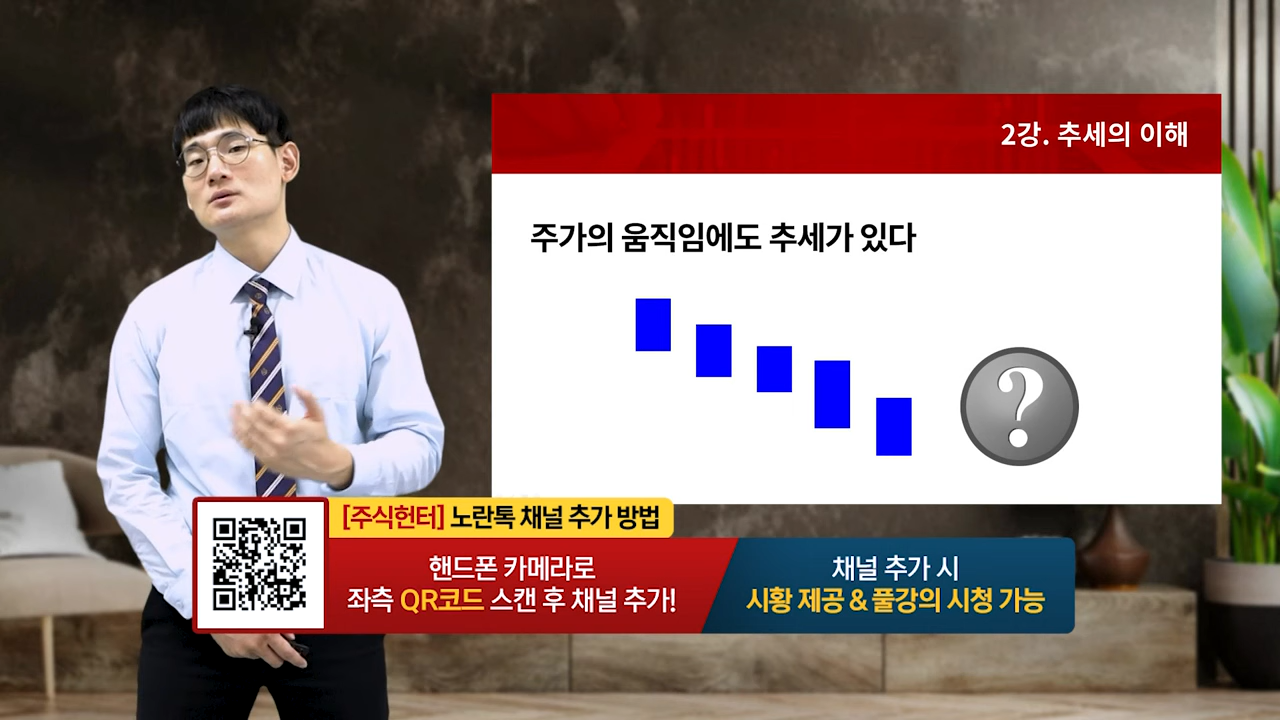 2강. 추세의 이해
주가의 움직임에도 추세가 있다
?
[주식헌터] 노란톡 채널 추가 방법
핸드폰 카메라로
좌측 QR코드 스캔 후 채널 추가!
채널 추가 시
시황 제공 & 풀강의 시청 가능